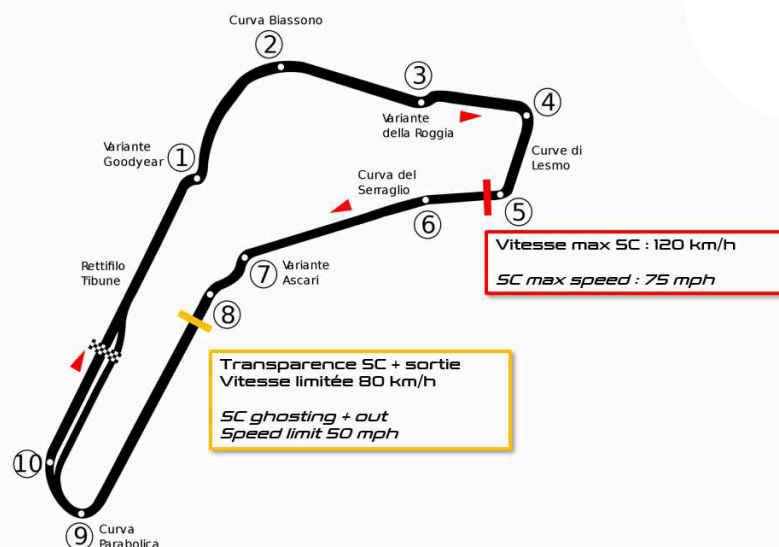 Curva Biassono
2
3
4
Variante
della Roggia
Variante
Goodyear
1
Curve di
Lesmo
Curva del
Serraglio
5
6
Vitesse max SC : 120 km/h
SC max speed : 75 mph
Rettifilo
Tibune
7
Variante
Ascari
8
Transparence SC + sortie
Vitesse limitée 80 km/h
SC ghosting + out
Speed limit 50 mph
10
9
Curva
Parabolica